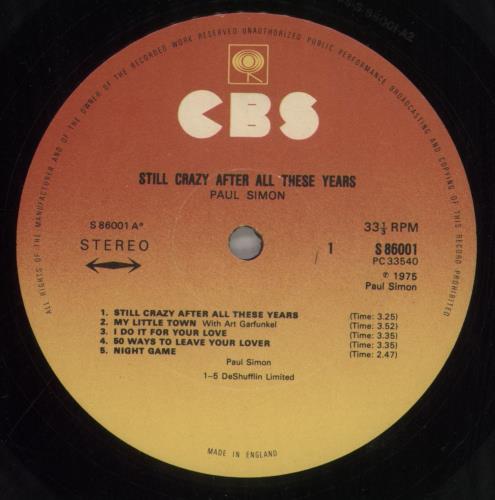 ALL RIGHTS OF THE MANUFACTURER AND OF THE OWNER OF THE RECORDED WORK RESERVED UNAUTHORIZED PUBLIC PERFORMANCE BROADCASTING AND COPYING OF THIS RECORD PROHIBITED
CBS
STILL CRAZY AFTER ALL THESE YEARS
PAUL SIMON
S 86001 A*
STEREO
33⅓ RPM
1
S 86001
PC 33540
℗ 1975
Paul Simon
1. STILL CRAZY AFTER ALL THESE YEARS (Time: 3.25)
2. MY LITTLE TOWN With Art Garfunkel (Time: 3.52)
3. I DO IT FOR YOUR LOVE (Time: 3.35)
4. 50 WAYS TO LEAVE YOUR LOVER (Time: 3.35)
5. NIGHT GAME (Time: 2.47)
Paul Simon
1–5 DeShufflin Limited
MADE IN ENGLAND